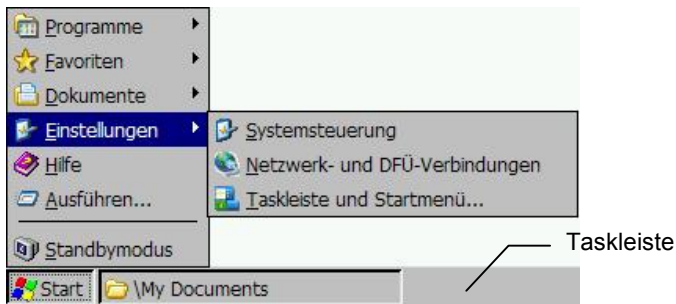 Programme
Favoriten
Dokumente
Einstellungen
Hilfe
Ausführen...
Standbymodus
Systemsteuerung
Netzwerk- und DFÜ-Verbindungen
Taskleiste und Startmenü...
Taskleiste
Start
\My Documents